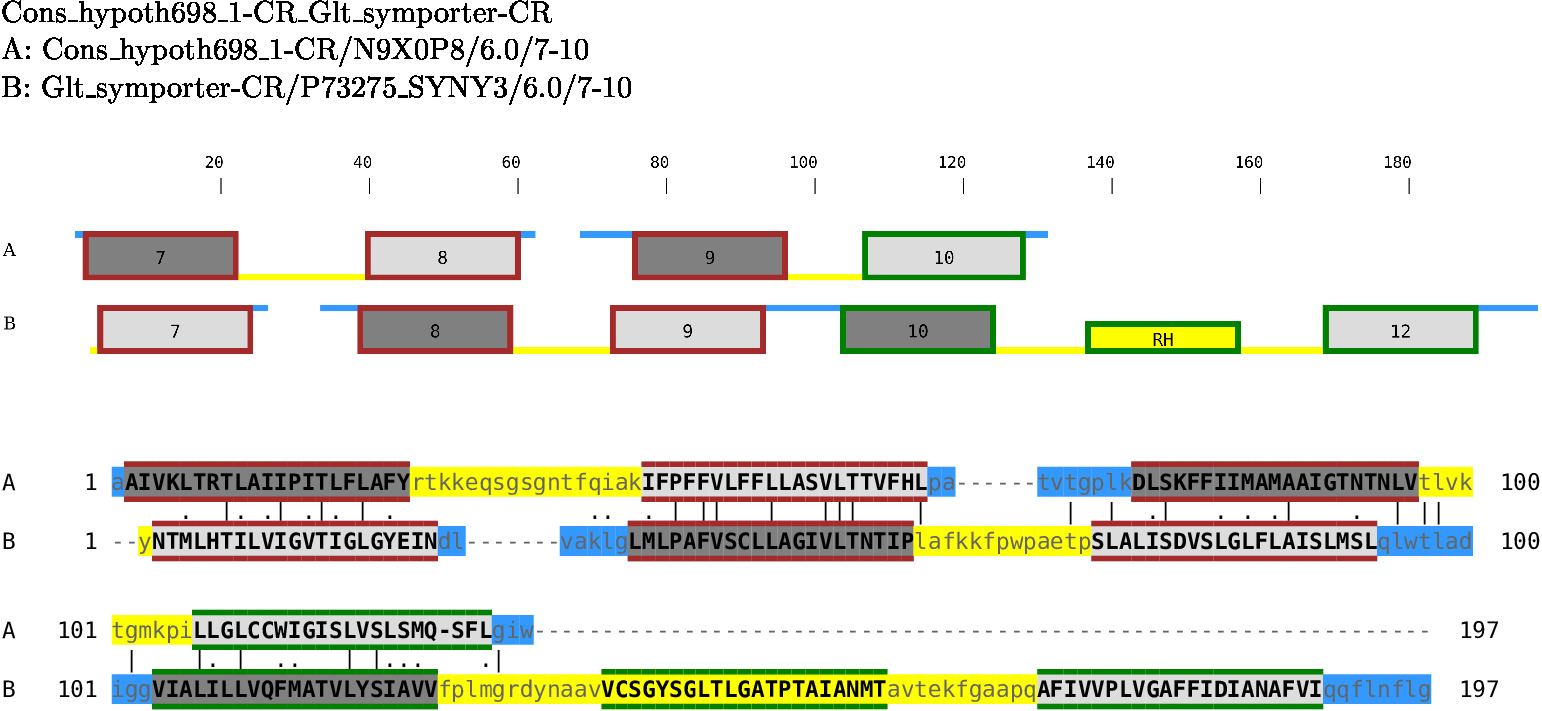 Cons_hypoth698_1-CR_Glt_symporter-CR
A: Cons_hypoth698_1-CR/N9X0P8/6.0/7-10
B: Glt_symporter-CR/P73275_SYNY3/6.0/7-10
20 40 60 80 100 120 140 160 180
A 7 8 9 10
B 7 8 9 10 RH 12
A 1 aAIVKLTRTLAIIPITLFLAFYrtkkeqsgsgntfqiakIFPFFVLFFLLASVLTTVFHLpa------tvtgplkDLSKFFIIMAMAAIGTNTNLVtlvk 100
B 1 --yNTMLHTILVIGVTIGLGYEINdl-------vaklgLMLPAFVSCLLAGIVLTNTIPlafkkfpwpaetpSLALISDVSLGLFLAISLMSLqlwtlad 100
A 101 tgmkpiLLGLCCWIGISLVSLSMQ-SFLgiw------------------------------------------------------------------ 197
B 101 iggVIALILLVQFMATVLYSIAVVfplmgrdynaavVCSGYSGLTLGATPTAIANMTavtekfgaapqAFIVVPLVGAFFIDIANAFVIqqflnflg 197